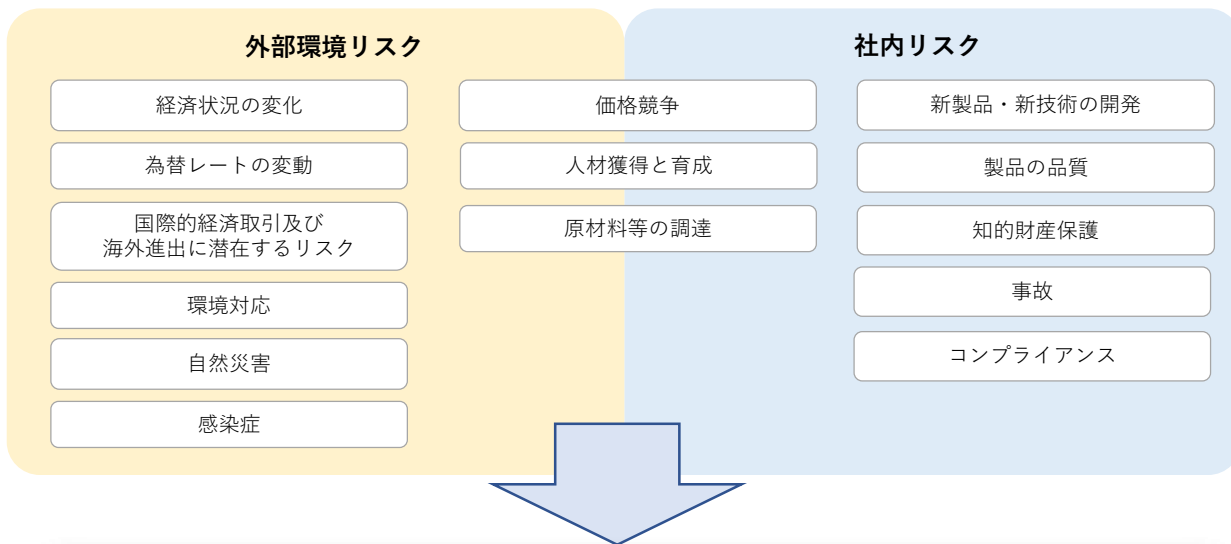 外部環境リスク
経済状況の変化
為替レートの変動
国際的経済取引及び
海外進出に潜在するリスク
環境対応
自然災害
感染症
価格競争
人材獲得と育成
原材料等の調達
社内リスク
新製品・新技術の開発
製品の品質
知的財産保護
事故
コンプライアンス